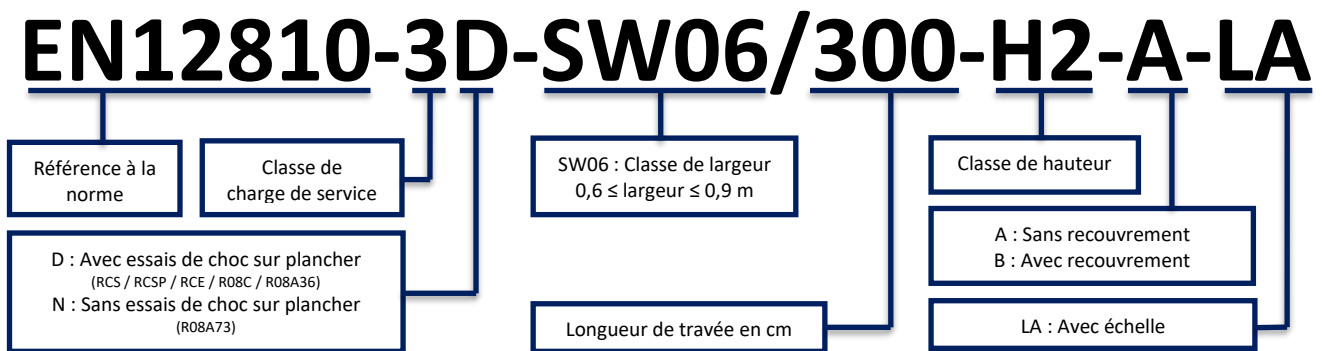 EN12810-3D-SW06/300-H2-A-LA
Référence à la
norme
Classe de
charge de service
SW06 : Classe de largeur
0,6 ≤ largeur ≤ 0,9 m
Classe de hauteur
D : Avec essais de choc sur plancher
(RCS / RCSP / RCE / R08C / R08A36)
N : Sans essais de choc sur plancher
(R08A73)
Longueur de travée en cm
A : Sans recouvrement
B : Avec recouvrement
LA : Avec échelle